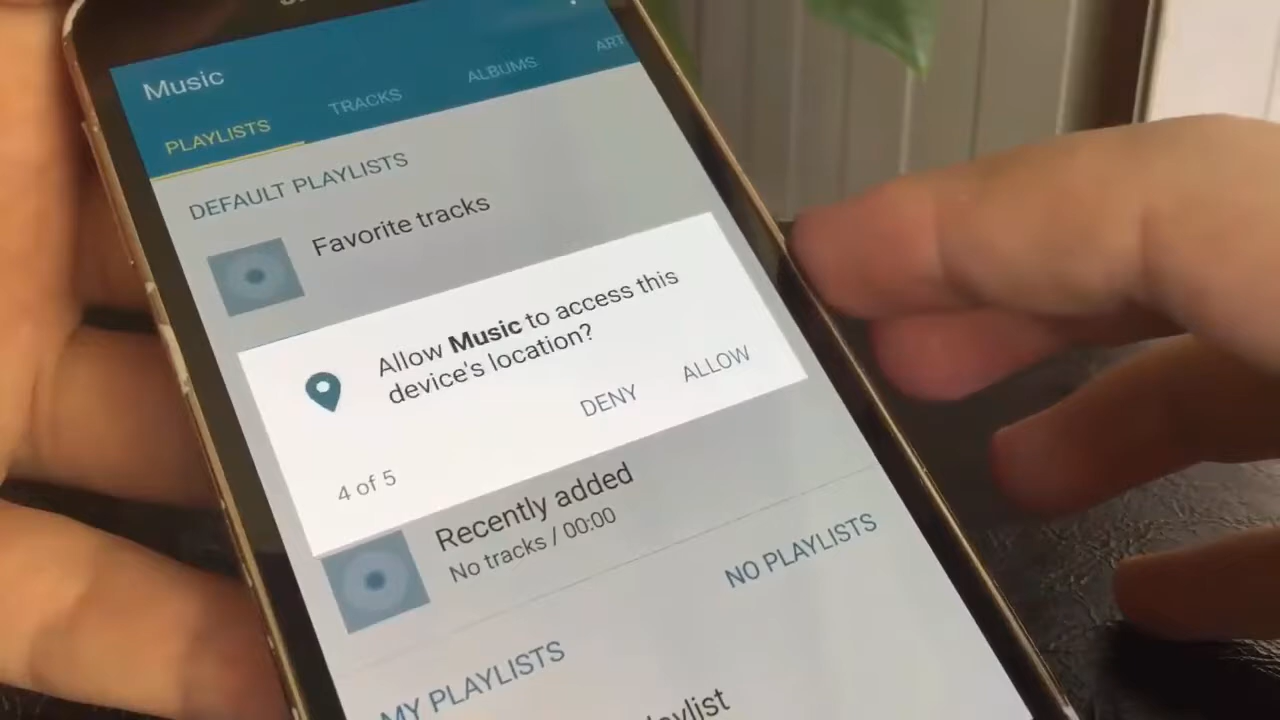 Music
PLAYLISTS
TRACKS
ALBUMS
ART
DEFAULT PLAYLISTS
Favorite tracks
Allow Music to access this
device's location?
DENY
ALLOW
4 of 5
Recently added
No tracks / 00:00
NO PLAYLISTS
MY PLAYLISTS